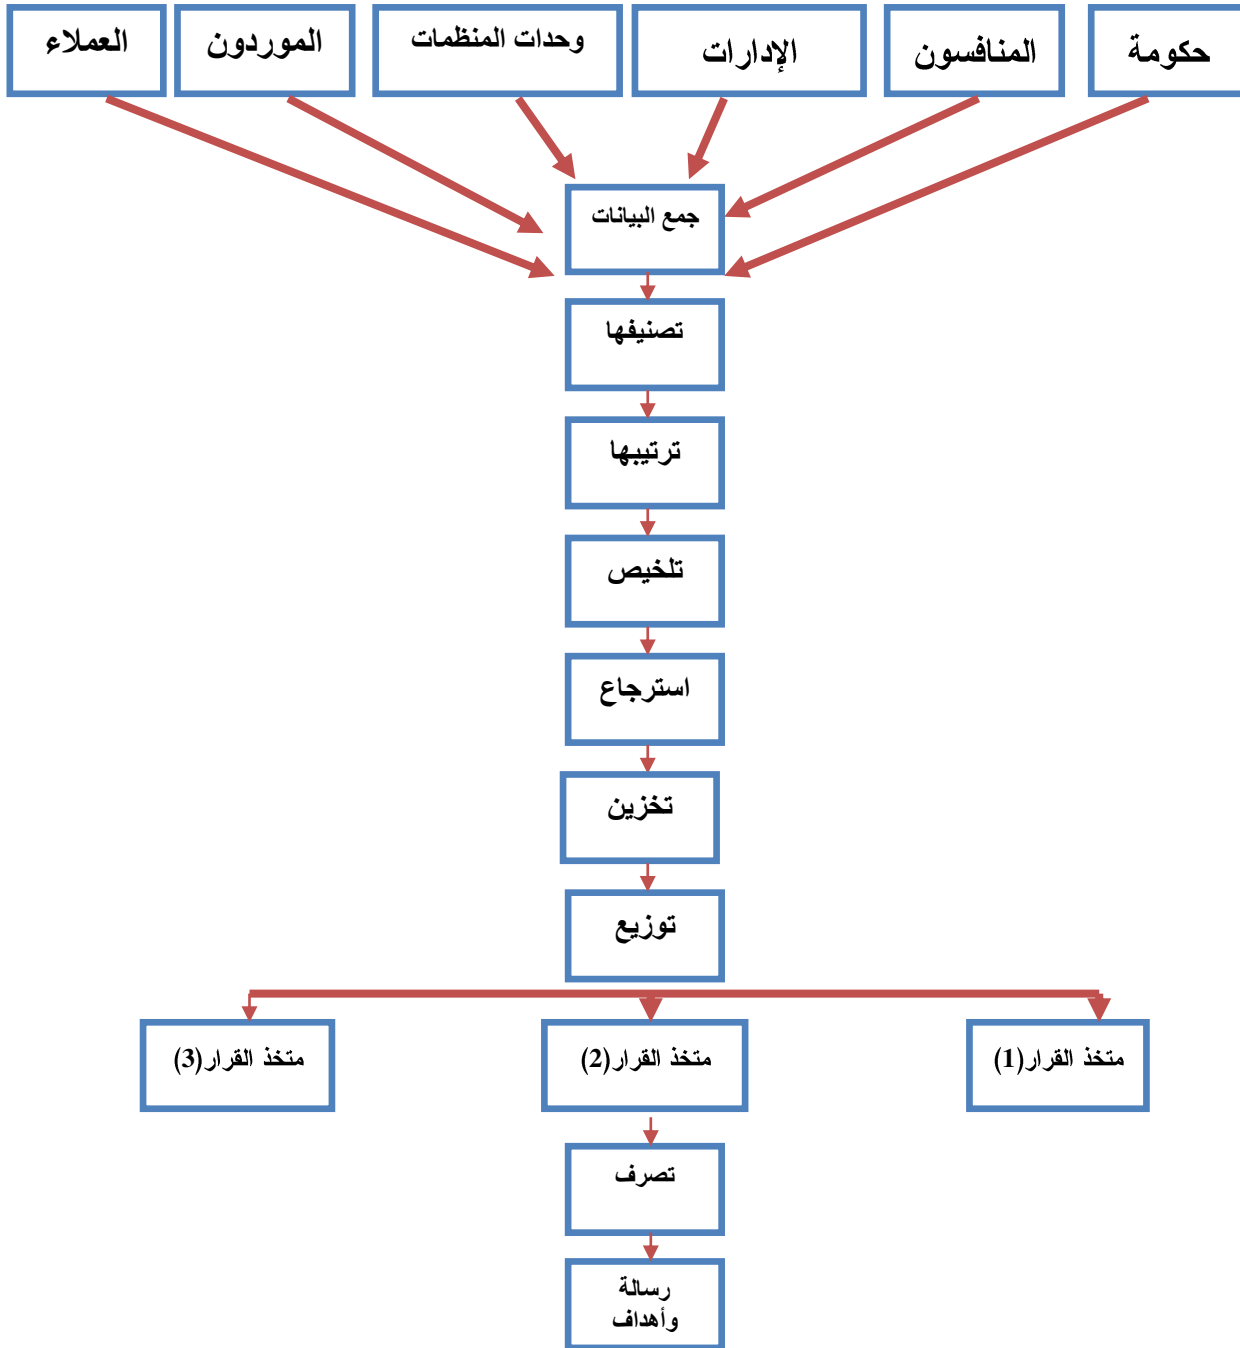 حكومة
المنافسون
الإدارات
وحدات المنظمات
الموردون
العملاء
جمع البيانات
تصنيفها
ترتيبها
تلخيص
استرجاع
تخزين
توزيع
متخذ القرار(1)
متخذ القرار(2)
متخذ القرار(3)
تصرف
رسالة
وأهداف